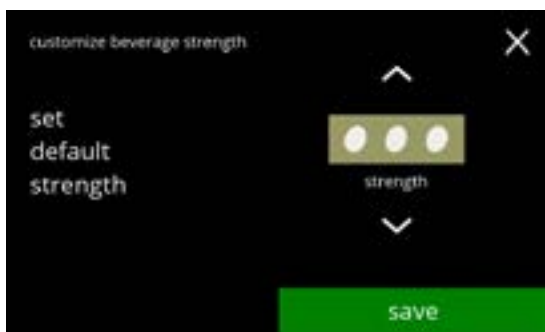 customize beverage strength
set
default
strength
strength
save